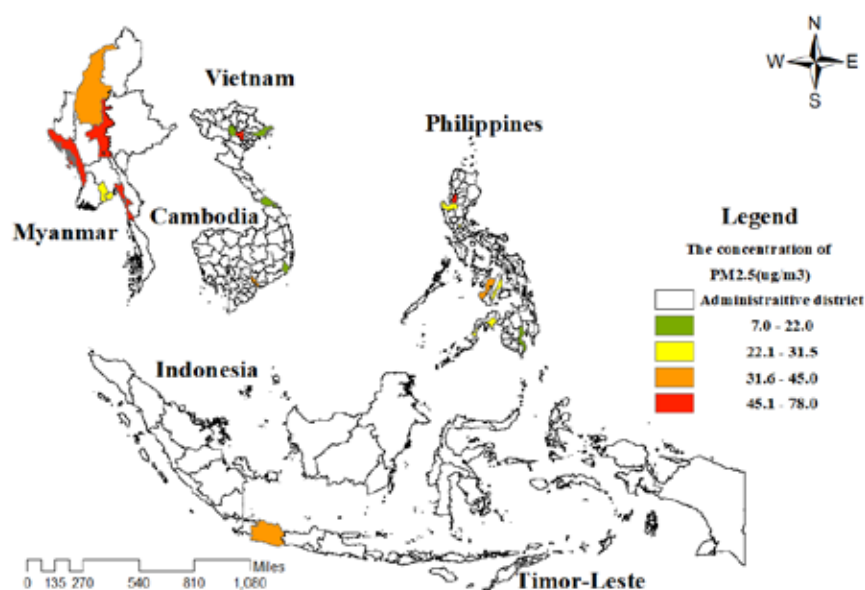 N
W E
S
Vietnam
Philippines
Myanmar
Cambodia
Legend
The concentration of
PM2.5(ug/m3)
Administraitive district
7.0 - 22.0
22.1 - 31.5
31.6 - 45.0
45.1 - 78.0
Indonesia
Timor-Leste
Miles
0 135 270 540 810 1,080